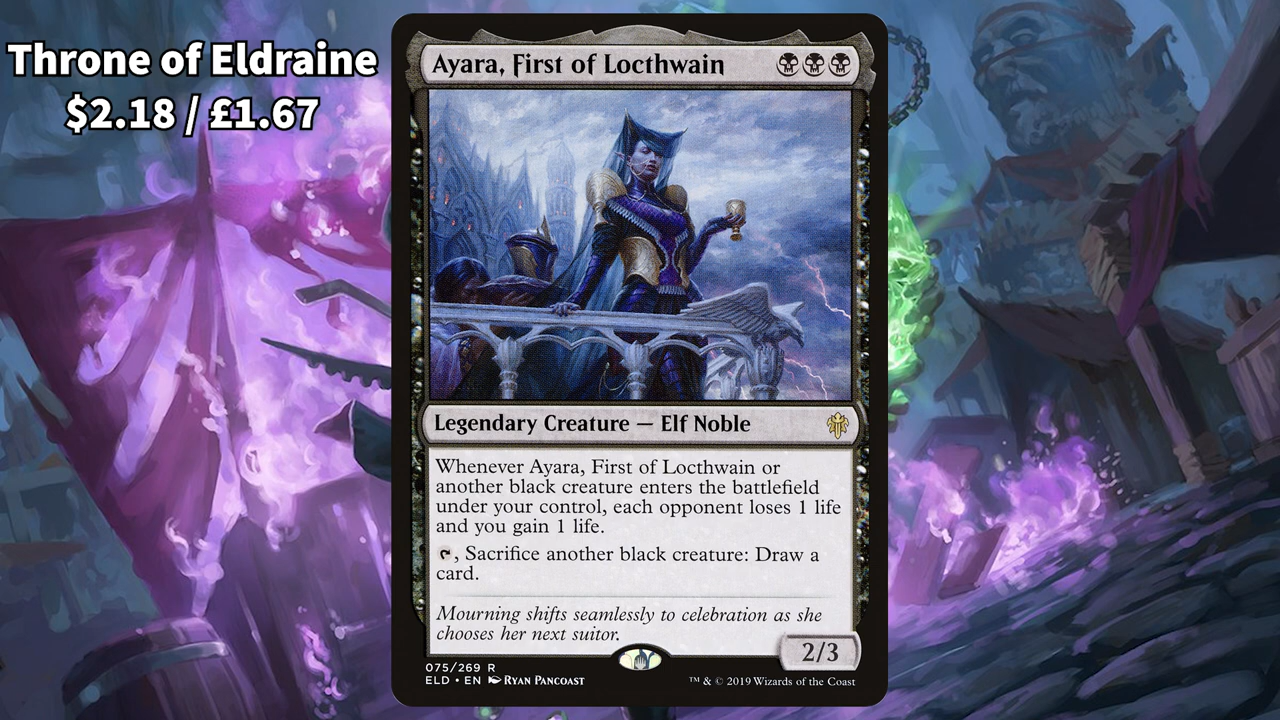 Throne of Eldraine
$2.18 / £1.67
Ayara, First of Locthwain
Legendary Creature — Elf Noble
Whenever Ayara, First of Locthwain or
another black creature enters the battlefield
under your control, each opponent loses 1 life
and you gain 1 life.
, Sacrifice another black creature: Draw a
card.
Mourning shifts seamlessly to celebration as she
chooses her next suitor.
2/3
075/269 R
ELD • EN Ryan Pancoast
™ & © 2019 Wizards of the Coast